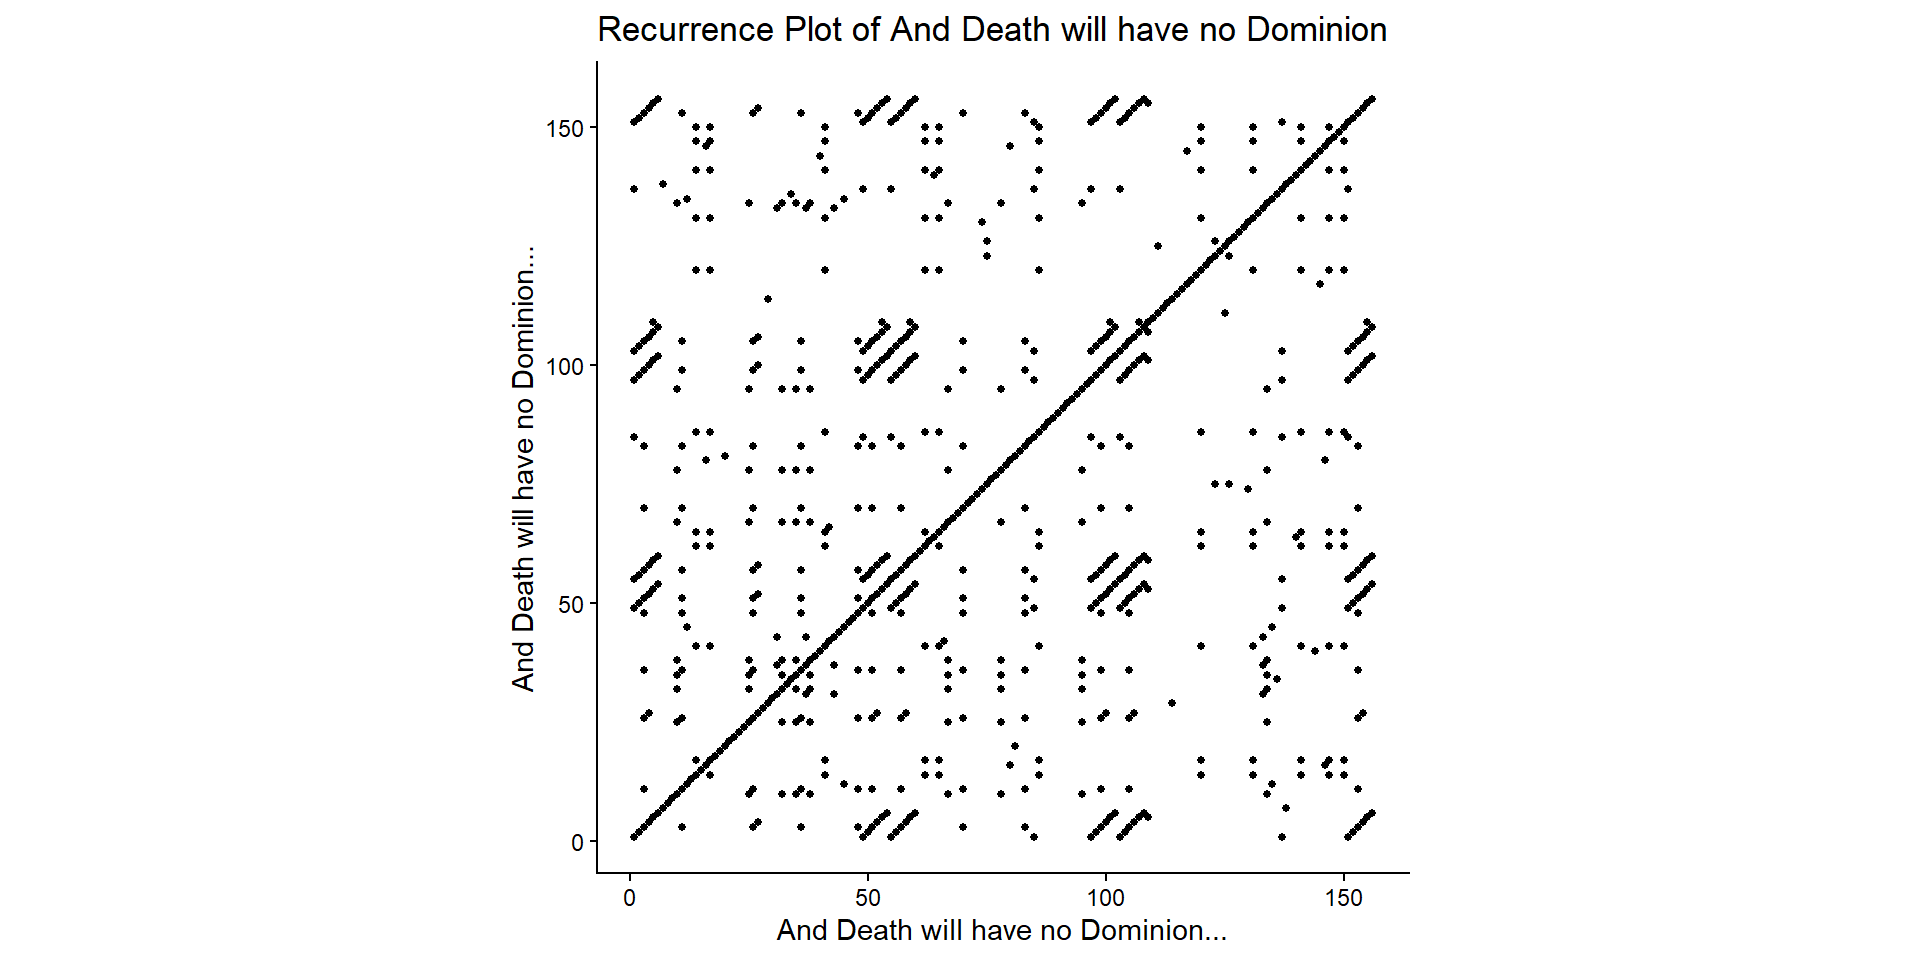 Recurrence Plot of And Death will have no Dominion
And Death will have no Dominion...
150
100
50
0
0 50 100 150
And Death will have no Dominion...